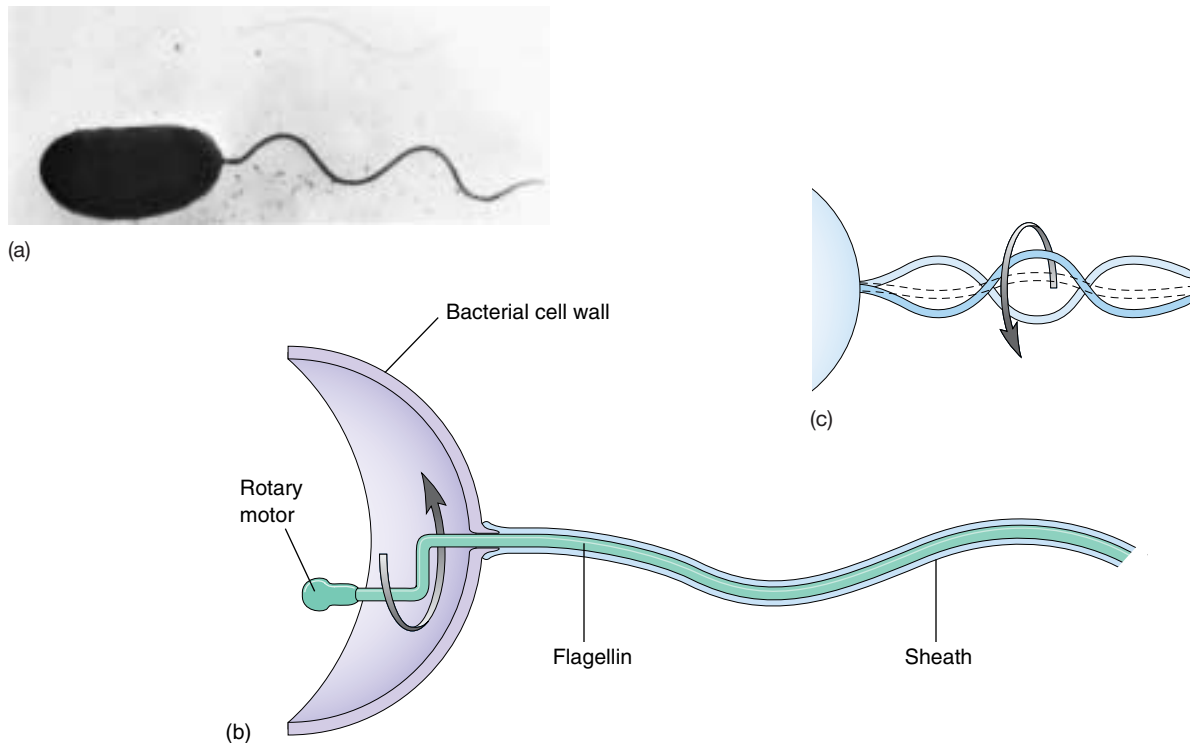 (a)
(c)
Bacterial cell wall
Rotary
motor
Flagellin
Sheath
(b)